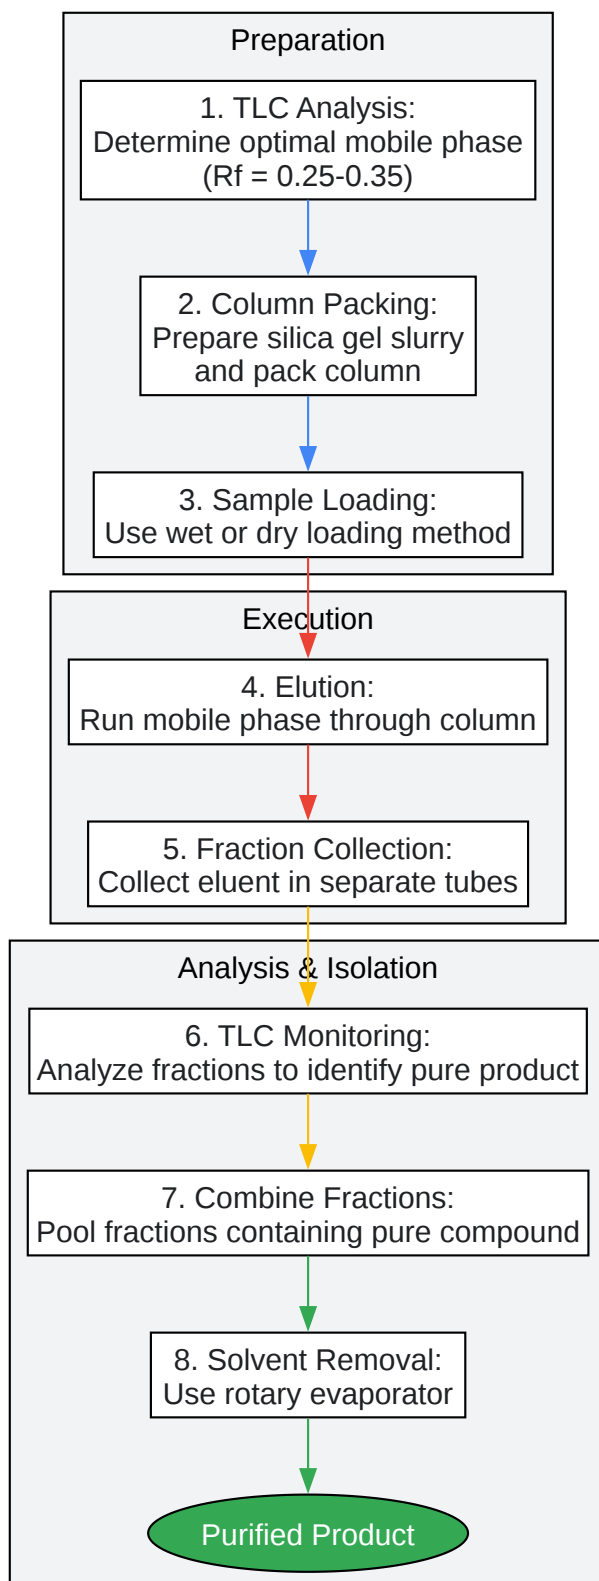 Preparation
1. TLC Analysis:
Determine optimal mobile phase
(Rf = 0.25-0.35)
2. Column Packing:
Prepare silica gel slurry
and pack column
3. Sample Loading:
Use wet or dry loading method
Execution
4. Elution:
Run mobile phase through column
5. Fraction Collection:
Collect eluent in separate tubes
Analysis & Isolation
6. TLC Monitoring:
Analyze fractions to identify pure product
7. Combine Fractions:
Pool fractions containing pure compound
8. Solvent Removal:
Use rotary evaporator
Purified Product